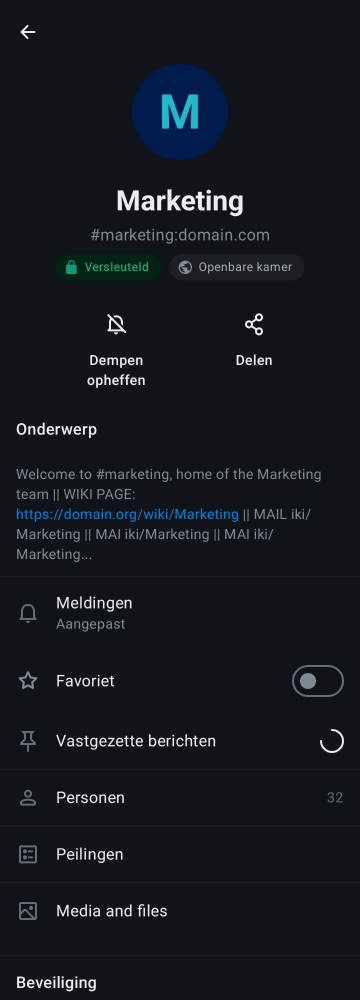 M
Marketing
#marketing:domain.com
Versleuteld
Openbare kamer
Dempen
opheffen
Delen
Onderwerp
Welcome to #marketing, home of the Marketing
team || WIKI PAGE:
https://domain.org/wiki/Marketing || MAIL iki/
Marketing || MAI iki/Marketing || MAI iki/
Marketing...
Meldingen
Aangepast
Favoriet
Vastgezette berichten
Personen 32
Peilingen
Media and files
Beveiliging